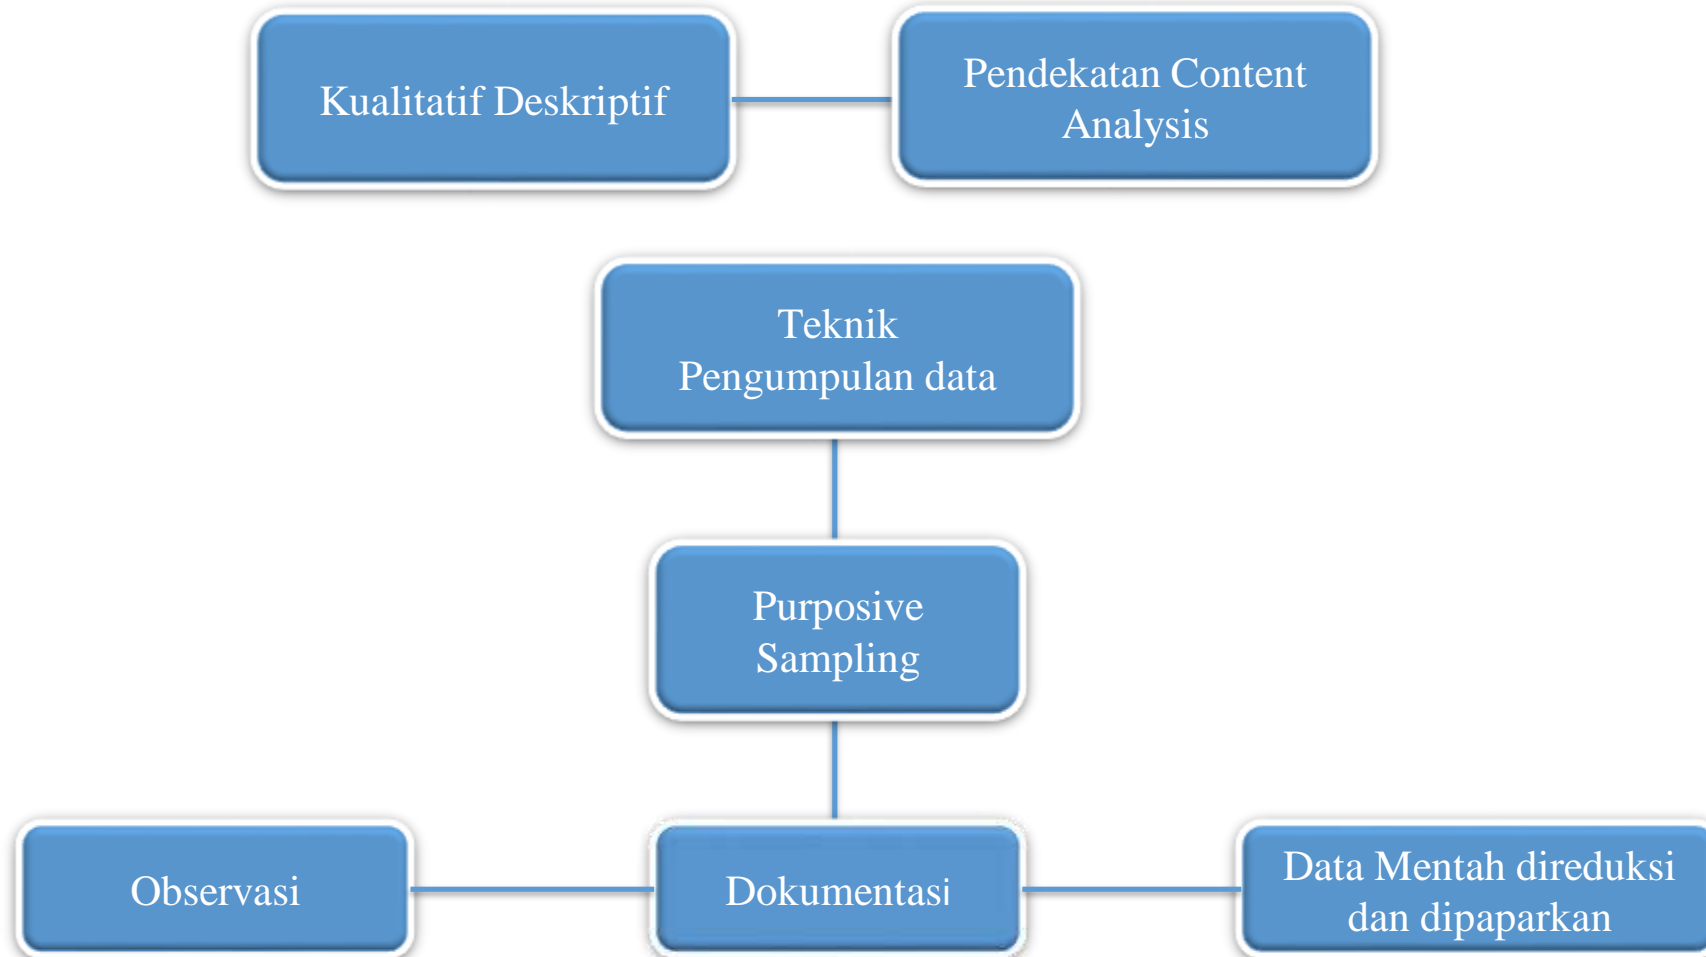 Kualitatif Deskriptif
Pendekatan Content
Analysis
Teknik
Pengumpulan data
Purposive
Sampling
Observasi
Dokumentasi
Data Mentah direduksi
dan dipaparkan